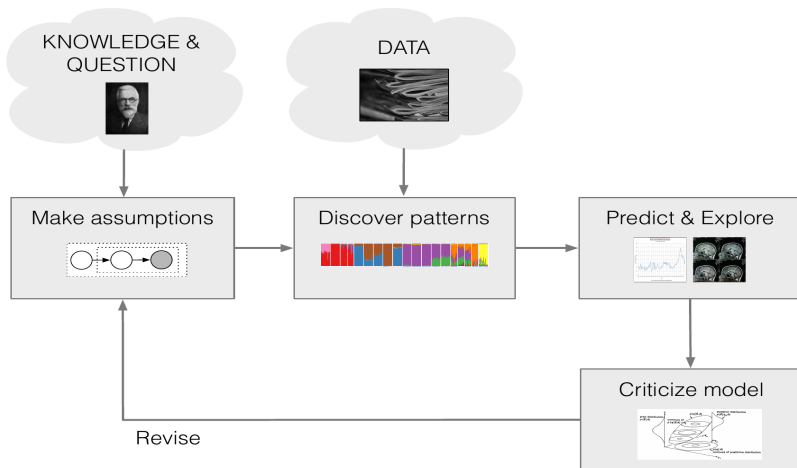 KNOWLEDGE &
QUESTION
DATA
Make assumptions
Discover patterns
Predict & Explore
Criticize model
Revise